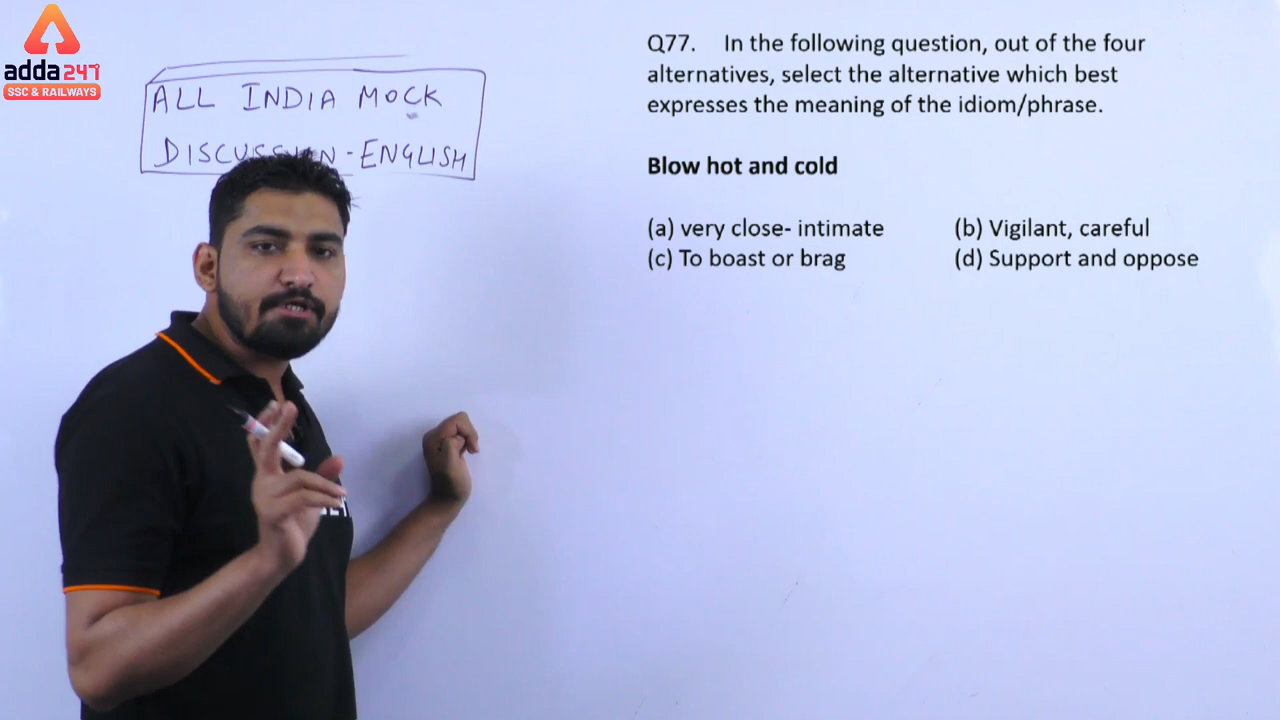 adda247
SSC & RAILWAYS
ALL INDIA MOCK
DISCUSSION - ENGLISH
Q77. In the following question, out of the four
alternatives, select the alternative which best
expresses the meaning of the idiom/phrase.
Blow hot and cold
(a) very close- intimate (b) Vigilant, careful
(c) To boast or brag (d) Support and oppose